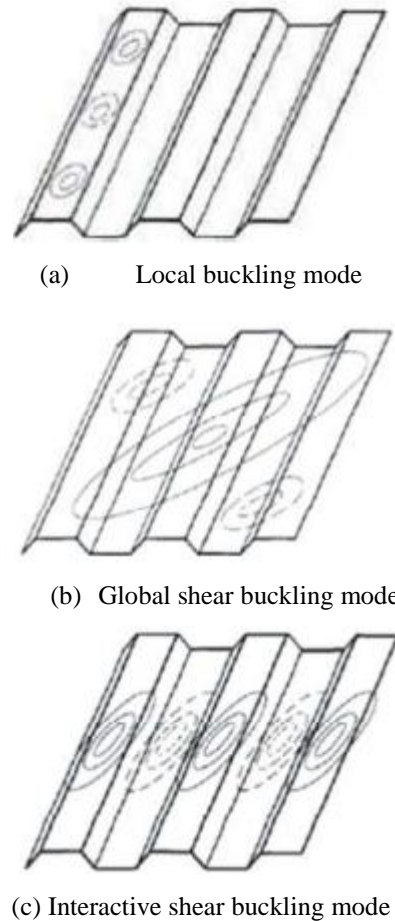 (a) Local buckling mode
(b) Global shear buckling mode
(c) Interactive shear buckling mode